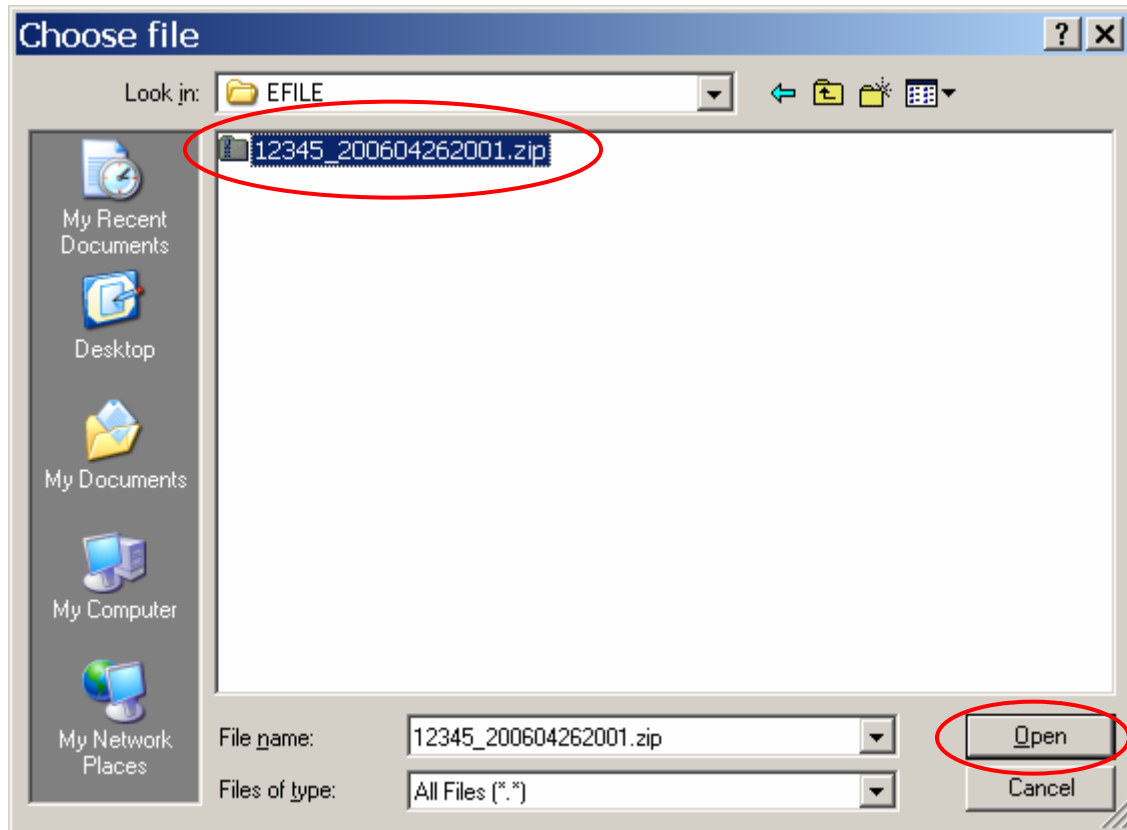 Choose file
Look in: EFILE
12345_200604262001.zip
My Recent
Documents
Desktop
My Documents
My Computer
My Network
Places
File name: 12345_200604262001.zip Open
Files of type: All Files (*.*) Cancel